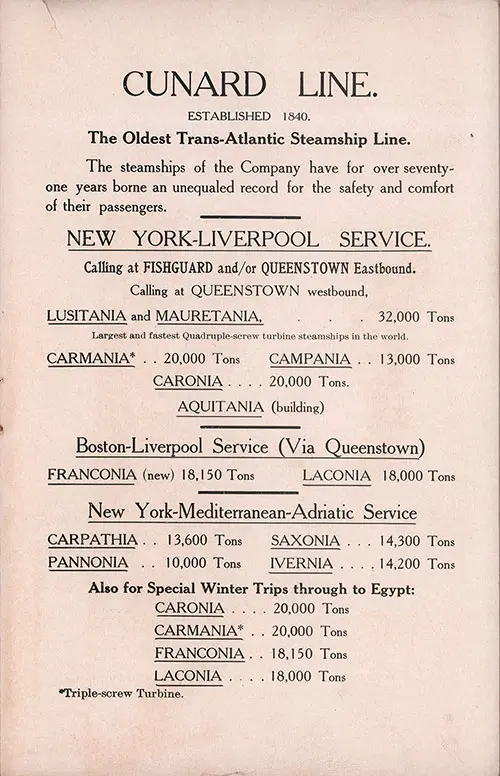 CUNARD LINE.
ESTABLISHED 1840.
The Oldest Trans-Atlantic Steamship Line.
The steamships of the Company have for over seventy-
one years borne an unequaled record for the safety and comfort
of their passengers.
NEW YORK-LIVERPOOL SERVICE.
Calling at FISHGUARD and/or QUEENSTOWN Eastbound.
Calling at QUEENSTOWN westbound,
LUSITANIA and MAURETANIA, . . . 32,000 Tons
Largest and fastest Quadruple-screw turbine steamships in the world.
CARMANIA* . . 20,000 Tons CAMPANIA . . 13,000 Tons
CARONIA . . . . 20,000 Tons.
AQUITANIA (building)
Boston-Liverpool Service (Via Queenstown)
FRANCONIA (new) 18,150 Tons LACONIA 18,000 Tons
New York-Mediterranean-Adriatic Service
CARPATHIA . . 13,600 Tons SAXONIA . . . 14,300 Tons
PANNONIA . . 10,000 Tons IVERNIA . . . . 14,200 Tons
Also for Special Winter Trips through to Egypt:
CARONIA . . . . 20,000 Tons
CARMANIA* . . 20,000 Tons
FRANCONIA . . 18,150 Tons
LACONIA . . . . 18,000 Tons
*Triple-screw Turbine.